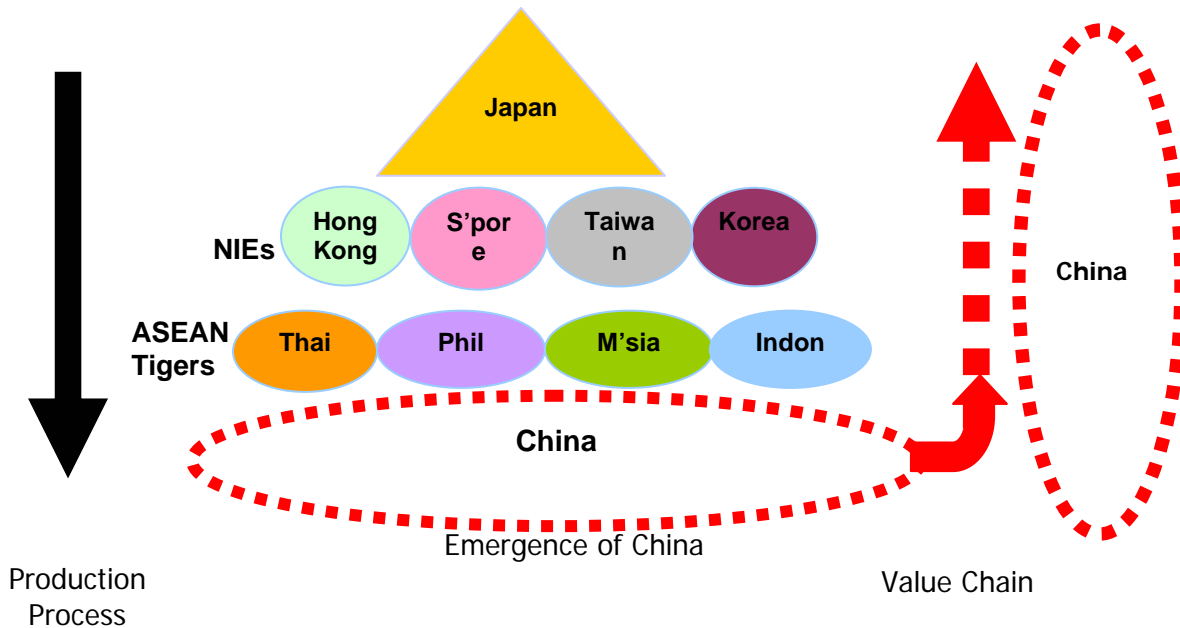 Japan
NIEs
Hong
Kong
S'por
e
Taiwa
n
Korea
ASEAN
Tigers
Thai
Phil
M'sia
Indon
China
China
Emergence of China
Production
Process
Value Chain